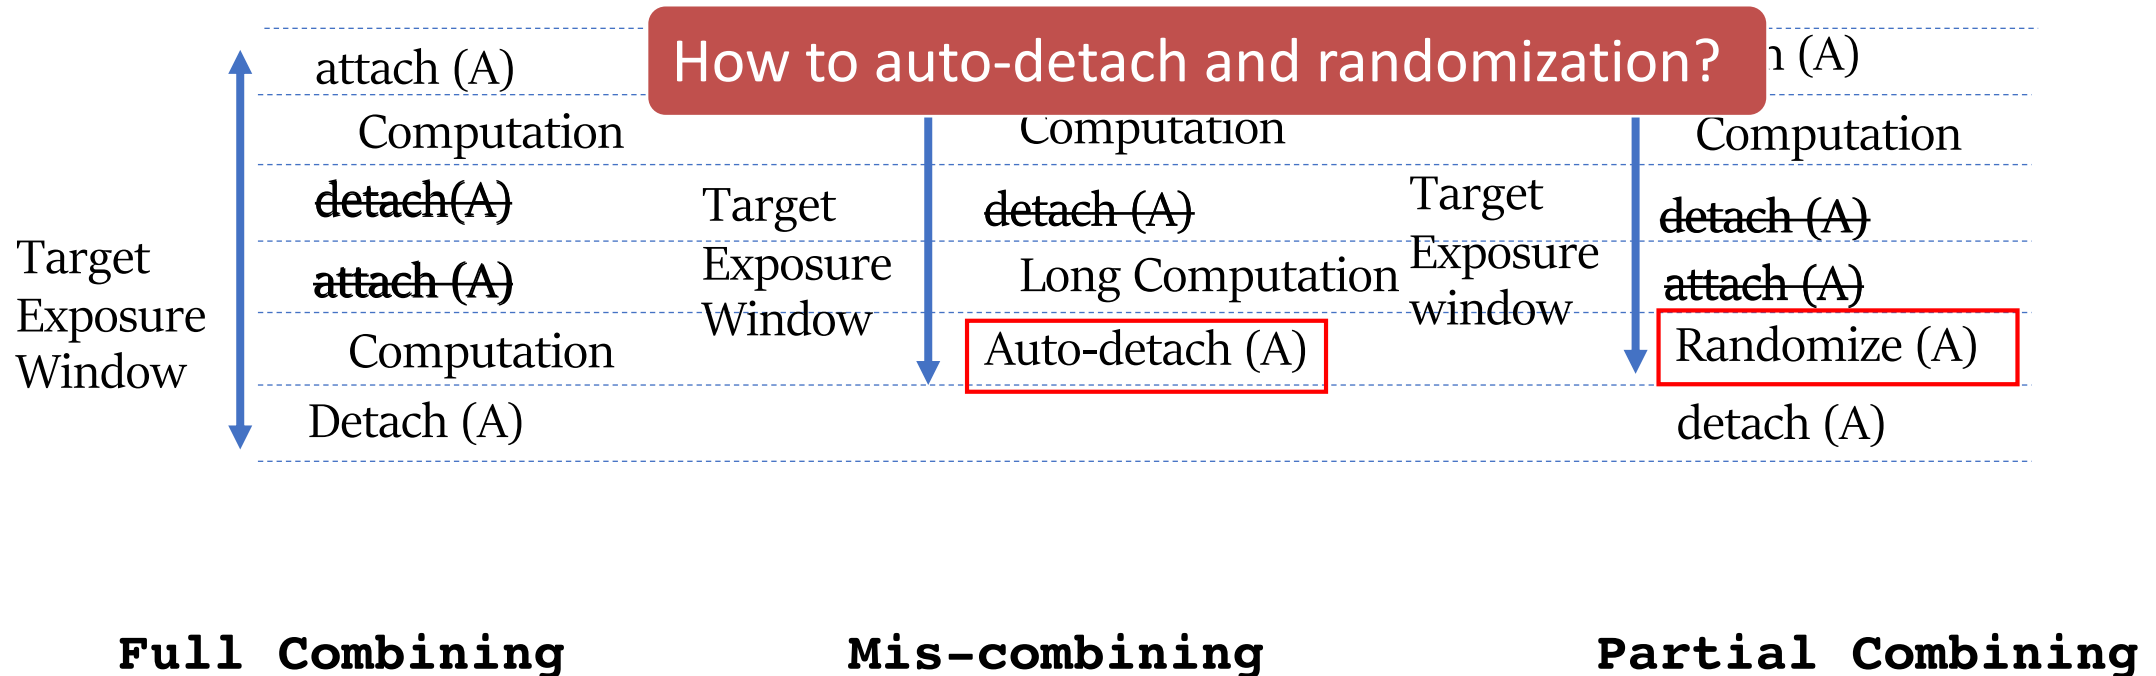 How to auto-detach and randomization?
attach (A)
Computation
detach(A)
attach (A)
Computation
Detach (A)
Target
Exposure
Window
Computation
detach (A)
Long Computation
Auto-detach (A)
Target
Exposure
Window
(A)
Computation
detach (A)
attach (A)
Randomize (A)
detach (A)
Target
Exposure
window
Full Combining
Mis-combining
Partial Combining